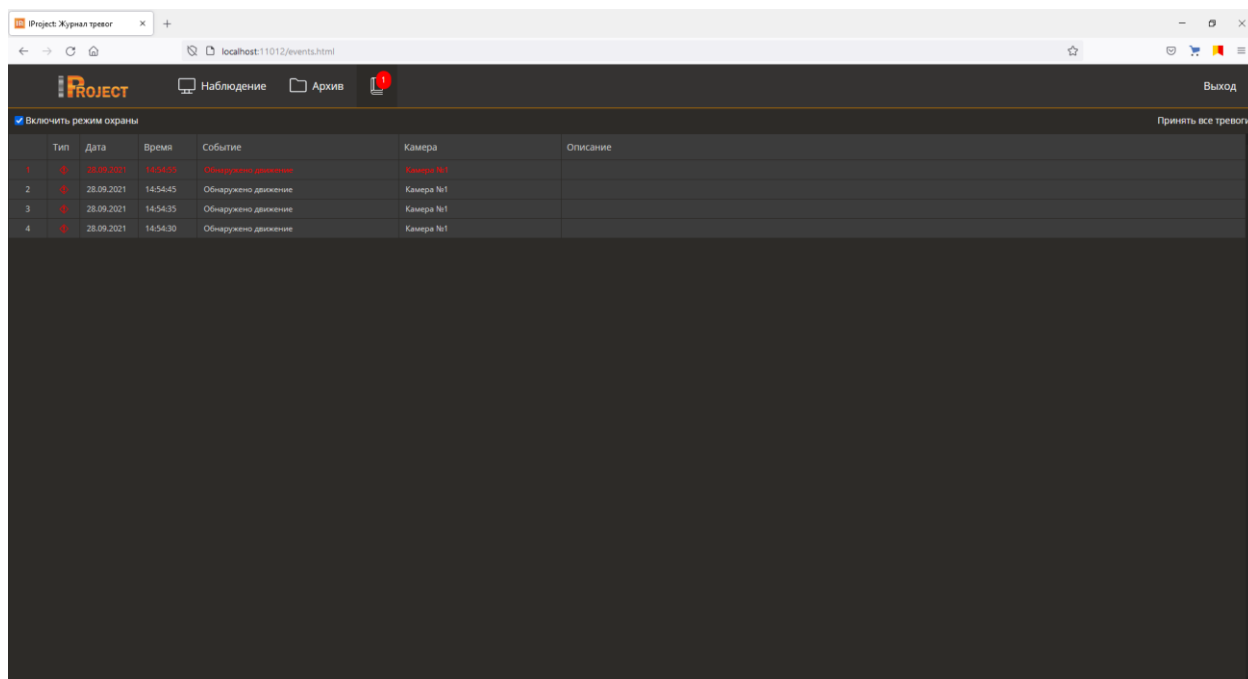 IProject: Журнал тревог
localhost:11012/events.html
IPROJECT Наблюдение Архив 1 Выход
Включить режим охраны Принять все тревоги
Тип Дата Время Событие Камера Описание
1 28.09.2021 14:54:55 Обнаружено движение Камера №1
2 28.09.2021 14:54:45 Обнаружено движение Камера №1
3 28.09.2021 14:54:35 Обнаружено движение Камера №1
4 28.09.2021 14:54:30 Обнаружено движение Камера №1